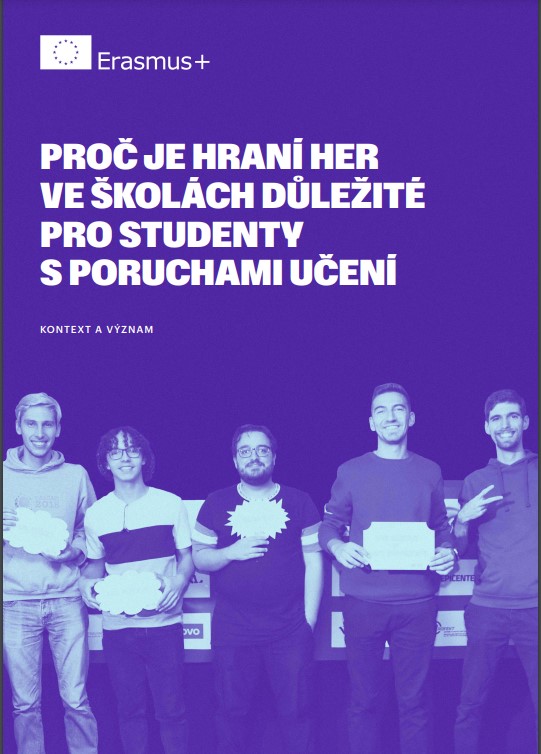 Erasmus+
PROČ JE HRANÍ HER
VE ŠKOLÁCH DŮLEŽITÉ
PRO STUDENTY
S PORUCHAMI UČENÍ
KONTEXT A VÝZNAM